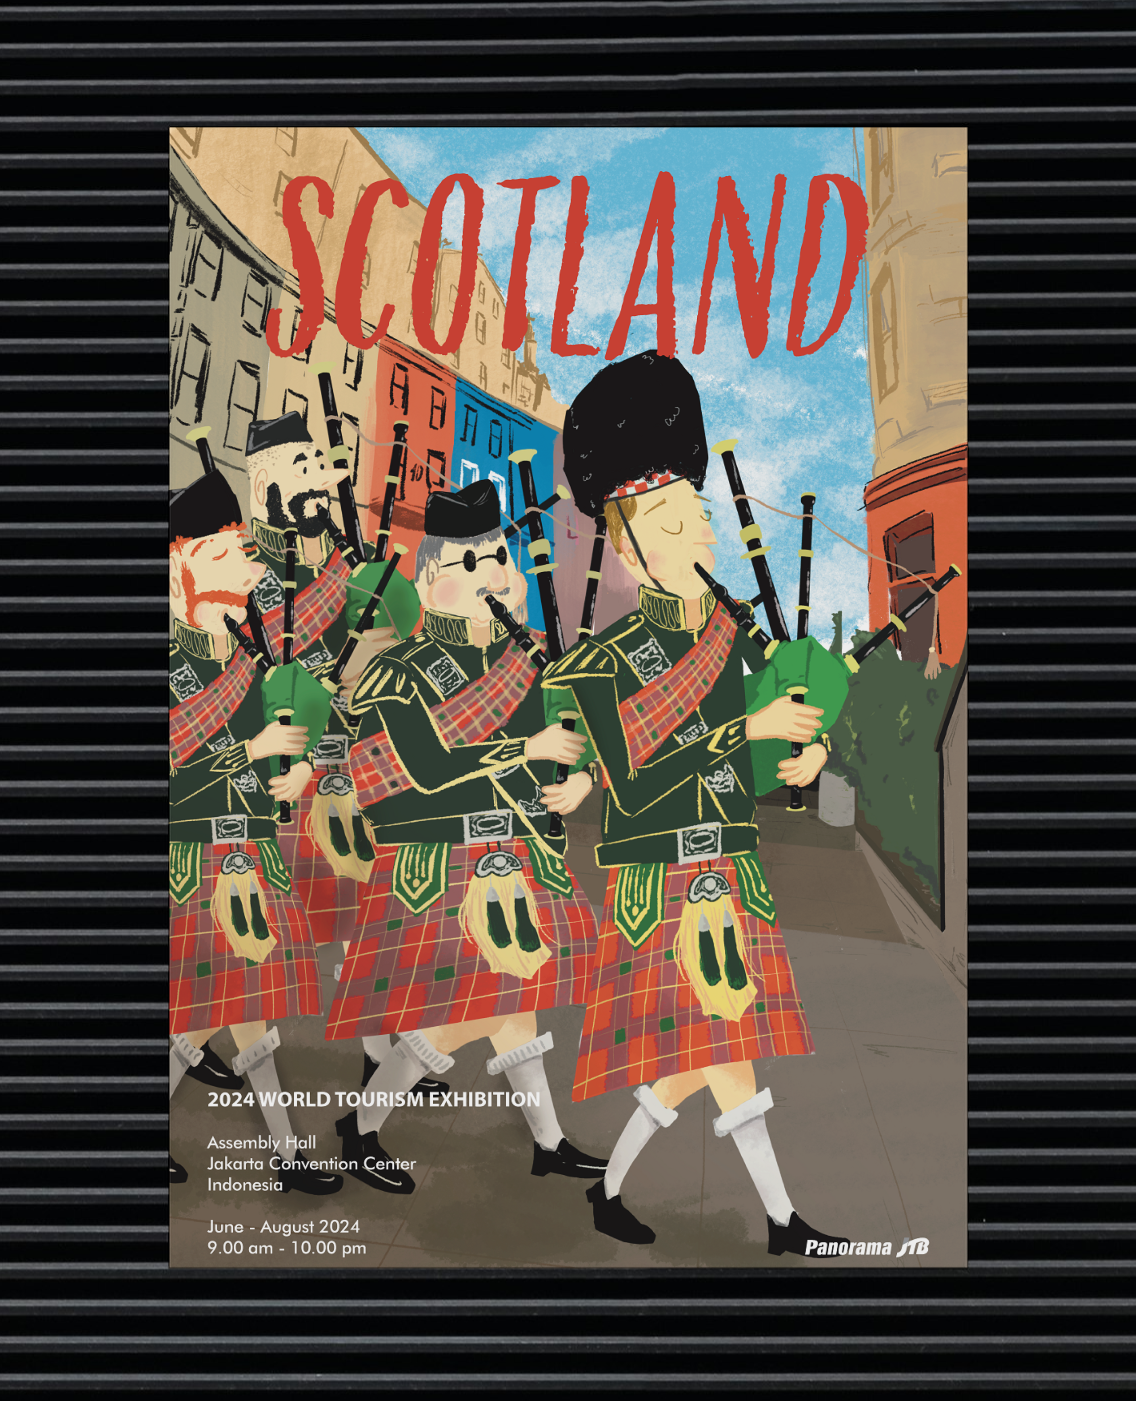 SCOTLAND
10
2024 WORLD TOURISM EXHIBITION
Assembly Hall
Jakarta Convention Center
Indonesia
June - August 2024
9.00 am - 10.00 pm
Panorama JTB